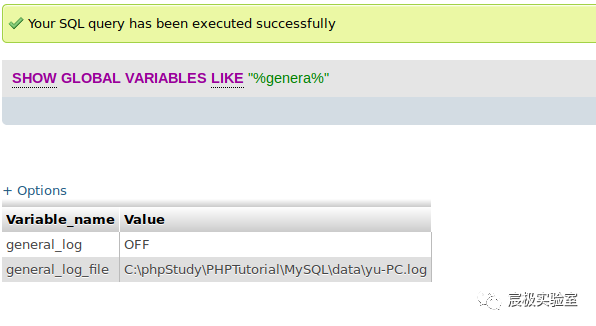 Your SQL query has been executed successfully
SHOW GLOBAL VARIABLES LIKE "%genera%"
+ Options
Variable_name Value
general_log OFF
general_log_file C:\phpStudy\PHPTutorial\MySQL\data\yu-PC.log
宸极实验室